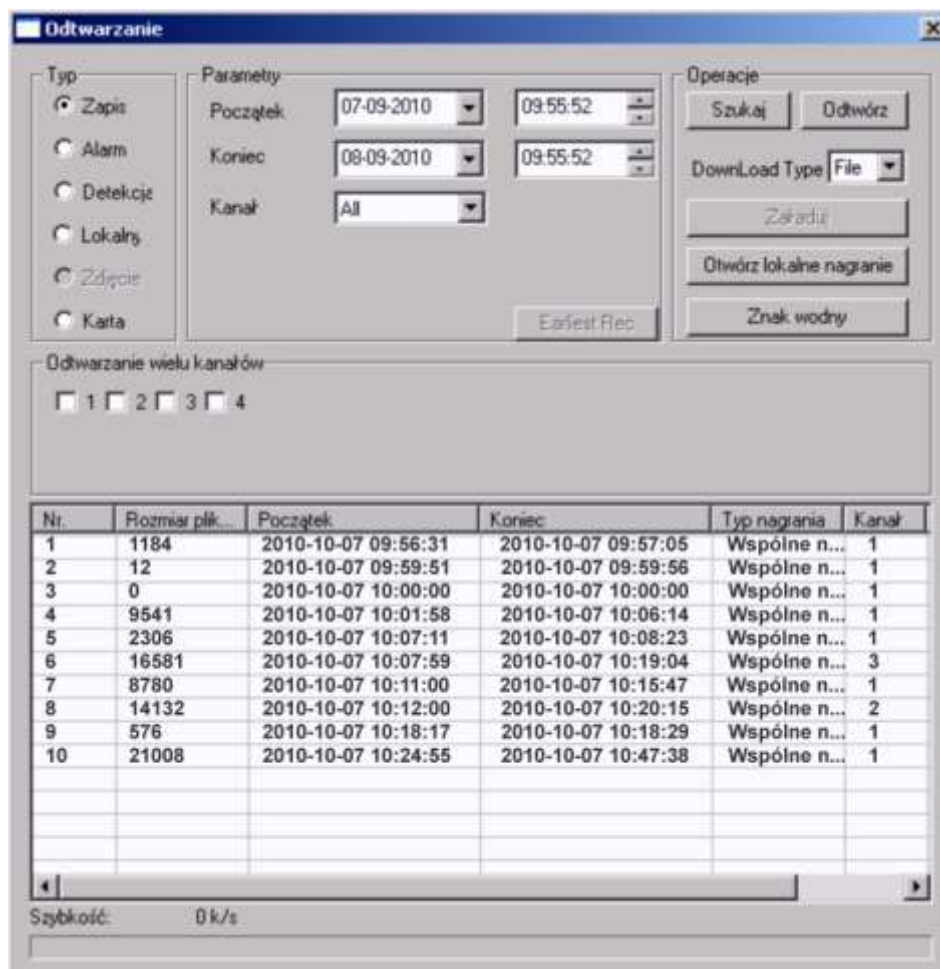 Odtwarzanie
Typ
Zapis
Alarm
Detekcja
Lokalny
Zdjęcie
Karta
Parametry
Początek 07-09-2010 09:55:52
Koniec 08-09-2010 09:55:52
Kanał All
Earliest Rec
Operacje
Szukaj Odtwórz
DownLoad Type File
Załaduj
Otwórz lokalne nagranie
Znak wodny
Odtwarzanie wielu kanałów
1 2 3 4
Nr. Rozmiar plik... Początek Koniec Typ nagrania Kanał
1 1184 2010-10-07 09:56:31 2010-10-07 09:57:05 Wspólne n... 1
2 12 2010-10-07 09:59:51 2010-10-07 09:59:56 Wspólne n... 1
3 0 2010-10-07 10:00:00 2010-10-07 10:00:00 Wspólne n... 1
4 9541 2010-10-07 10:01:58 2010-10-07 10:06:14 Wspólne n... 1
5 2306 2010-10-07 10:07:11 2010-10-07 10:08:23 Wspólne n... 1
6 16581 2010-10-07 10:07:59 2010-10-07 10:19:04 Wspólne n... 3
7 8780 2010-10-07 10:11:00 2010-10-07 10:15:47 Wspólne n... 1
8 14132 2010-10-07 10:12:00 2010-10-07 10:20:15 Wspólne n... 2
9 576 2010-10-07 10:18:17 2010-10-07 10:18:29 Wspólne n... 1
10 21008 2010-10-07 10:24:55 2010-10-07 10:47:38 Wspólne n... 1
Szybkość: 0 k/s